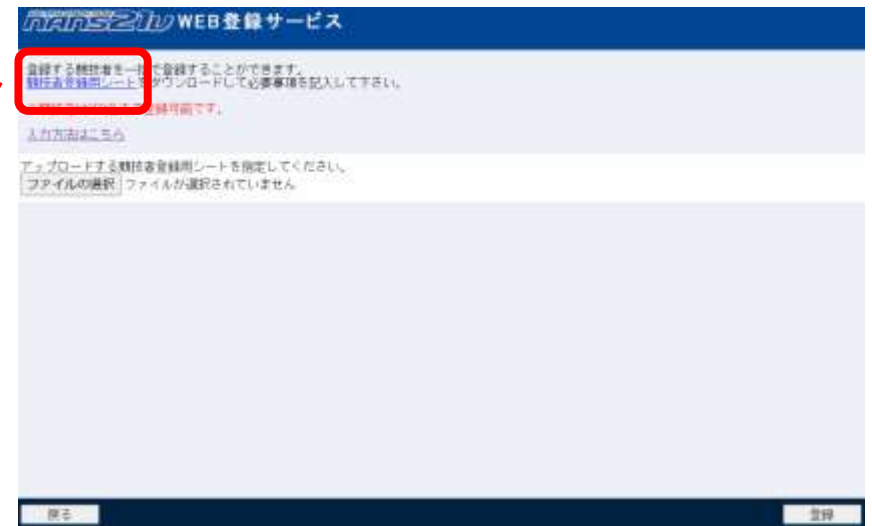 NANS21V WEB登録サービス
登録する競技者を一括で登録することができます。
競技者登録用シートをダウンロードして必要事項を記入して下さい。
登録可能です。
入力方法はこちら
アップロードする競技者登録用シートを指定してください。
ファイルの選択 ファイルが選択されていません
戻る
登録